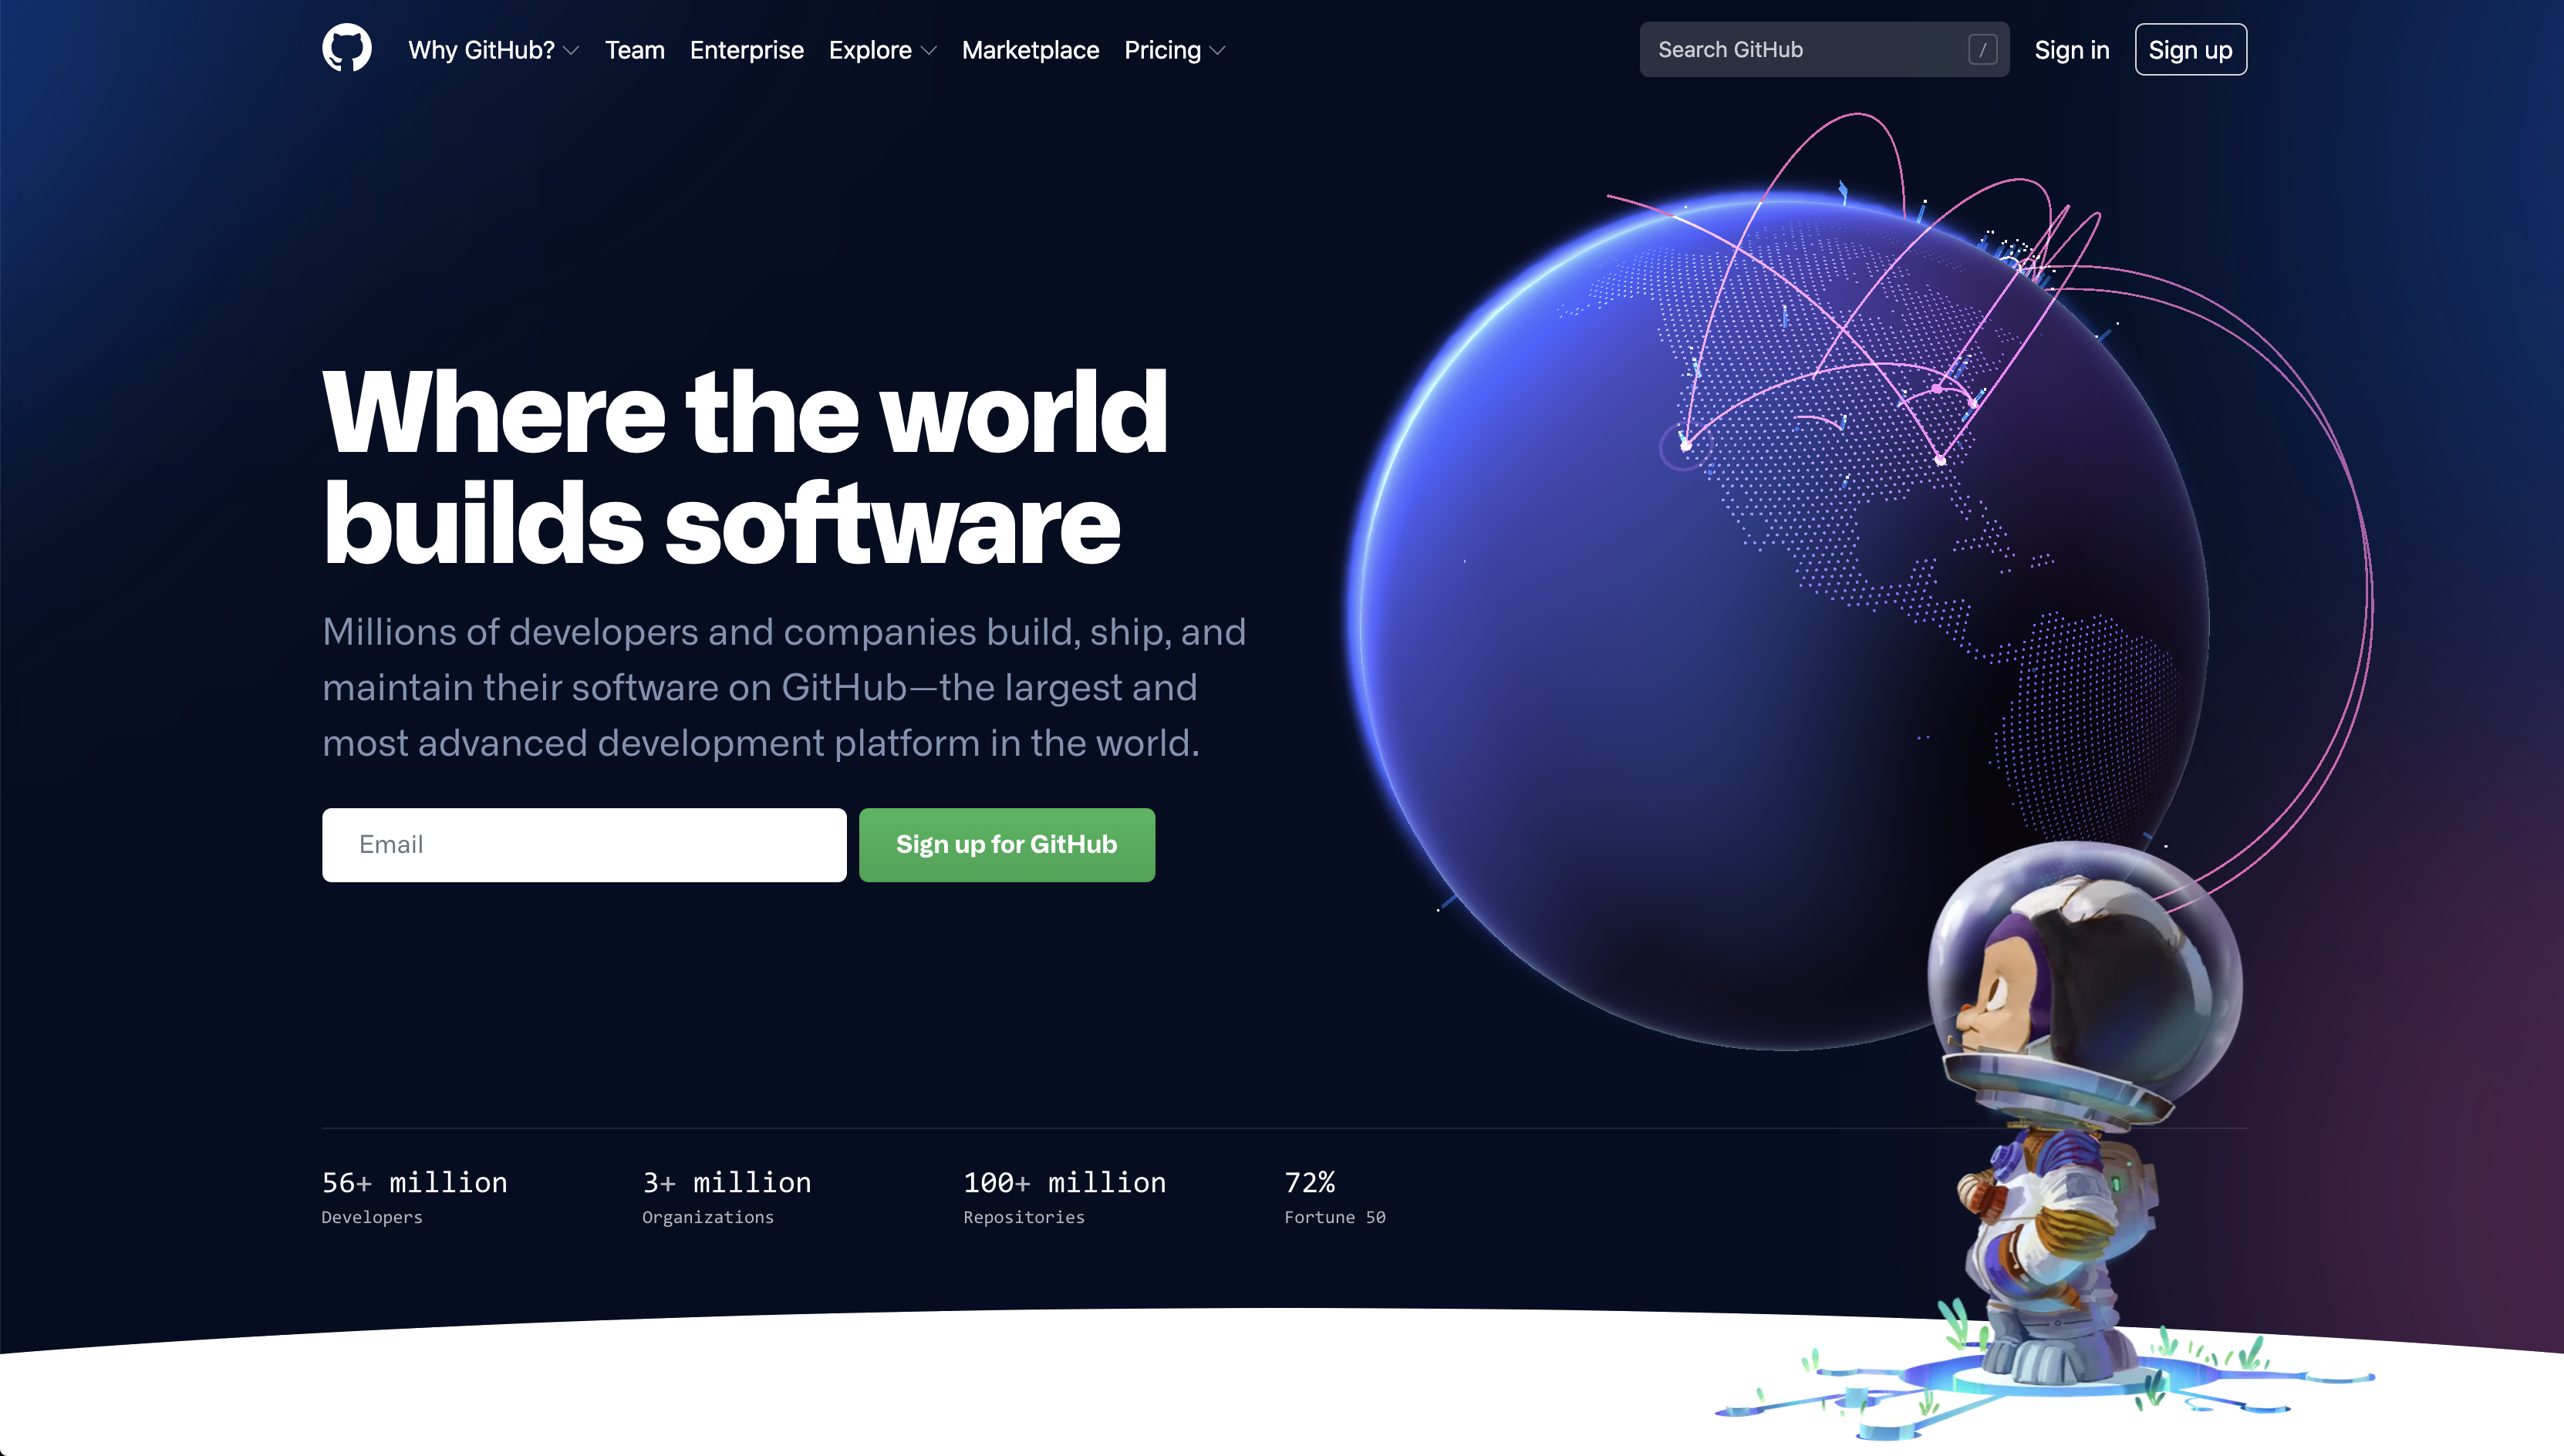 Why GitHub? Team Enterprise Explore Marketplace Pricing Search GitHub / Sign in Sign up
Where the world
builds software
Millions of developers and companies build, ship, and
maintain their software on GitHub—the largest and
most advanced development platform in the world.
Email Sign up for GitHub
56+ million 3+ million 100+ million 72%
Developers Organizations Repositories Fortune 50